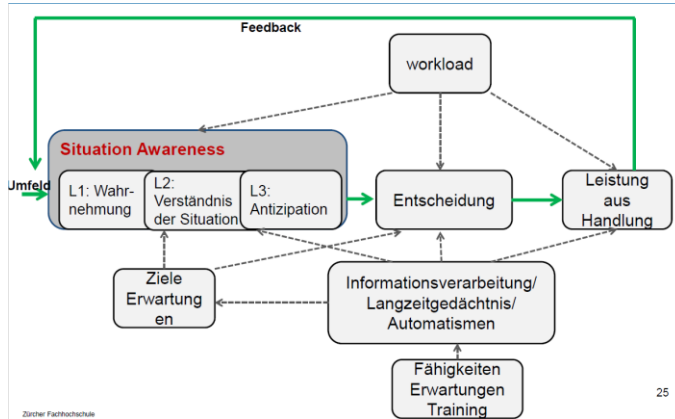 Feedback
workload
Situation Awareness
Umfeld
L1: Wahr-
nehmung
L2:
Verständnis
der Situation
L3:
Antizipation
Entscheidung
Leistung
aus
Handlung
Ziele
Erwartung
en
Informationsverarbeitung/
Langzeitgedächtnis/
Automatismen
Fähigkeiten
Erwartungen
Training
25
Zürcher Fachhochschule